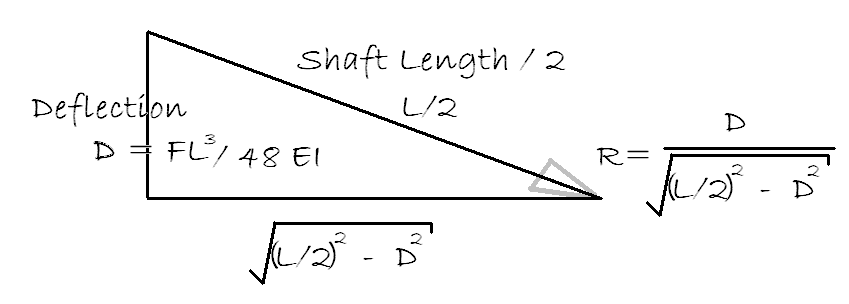 Shaft Length / 2
L/2
Deflection
D = FL³/ 48 EI
R= D / √(L/2)² - D²
√(L/2)² - D²